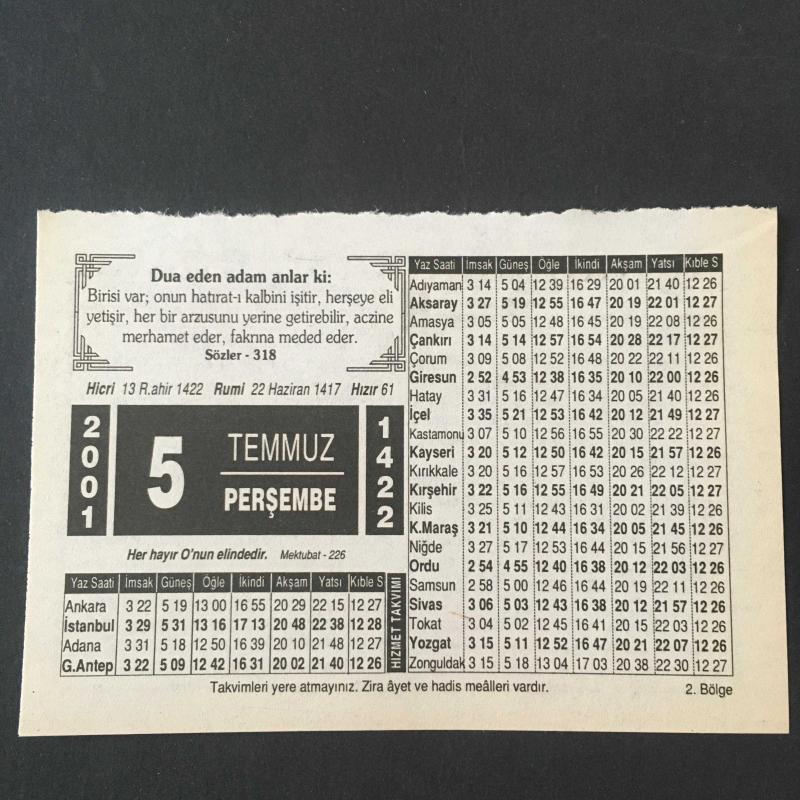 Dua eden adam anlar ki:
Birisi var; onun hatırat-ı kalbini işitir, herşeye eli
yetişir, her bir arzusunu yerine getirebilir, aczine
merhamet eder, fakrına meded eder.
Sözler - 318
Hicri 13 R.ahir 1422 Rumi 22 Haziran 1417 Hızır 61
2001
5
TEMMUZ
PERŞEMBE
1422
Her hayır O'nun elindedir. Mektubat - 226
Yaz Saati Imsak Güneş Öğle İkindi Akşam Yatsı Kıble S
Ankara 3 22 5 19 13 00 16 55 20 29 22 15 12 27
İstanbul 3 29 5 31 13 16 17 13 20 48 22 38 12 28
Adana 3 31 5 18 12 50 16 39 20 10 21 48 12 27
G.Antep 3 22 5 09 12 42 16 31 20 02 21 40 12 26
HİZMET TAKVİMİ
Yaz Saati Imsak Güneş Öğle İkindi Akşam Yatsı Kıble S
Adıyaman 3 14 5 04 12 39 16 29 20 01 21 40 12 26
Aksaray 3 27 5 19 12 55 16 47 20 19 22 01 12 27
Amasya 3 05 5 05 12 48 16 45 20 19 22 08 12 26
Çankırı 3 14 5 14 12 57 16 54 20 28 22 17 12 27
Çorum 3 09 5 08 12 52 16 48 20 22 22 11 12 26
Giresun 2 52 4 53 12 38 16 35 20 10 22 00 12 26
Hatay 3 31 5 16 12 47 16 34 20 05 21 40 12 26
İçel 3 35 5 21 12 53 16 42 20 12 21 49 12 27
Kastamonu 3 07 5 10 12 56 16 55 20 30 22 22 12 27
Kayseri 3 20 5 12 12 50 16 42 20 15 21 57 12 26
Kırıkkale 3 20 5 16 12 57 16 53 20 26 22 12 12 27
Kırşehir 3 22 5 16 12 55 16 49 20 21 22 05 12 27
Kilis 3 25 5 11 12 43 16 31 20 02 21 39 12 26
K.Maraş 3 21 5 10 12 44 16 34 20 05 21 45 12 26
Niğde 3 27 5 17 12 53 16 44 20 15 21 56 12 27
Ordu 2 54 4 55 12 40 16 38 20 12 22 03 12 26
Samsun 2 58 5 00 12 46 16 44 20 19 22 11 12 26
Sivas 3 06 5 03 12 43 16 38 20 12 21 57 12 26
Tokat 3 04 5 02 12 45 16 41 20 15 22 03 12 26
Yozgat 3 15 5 11 12 52 16 47 20 21 22 07 12 26
Zonguldak 3 15 5 18 13 04 17 03 20 38 22 30 12 27
Takvimleri yere atmayınız. Zira âyet ve hadis meâlleri vardır.
2. Bölge